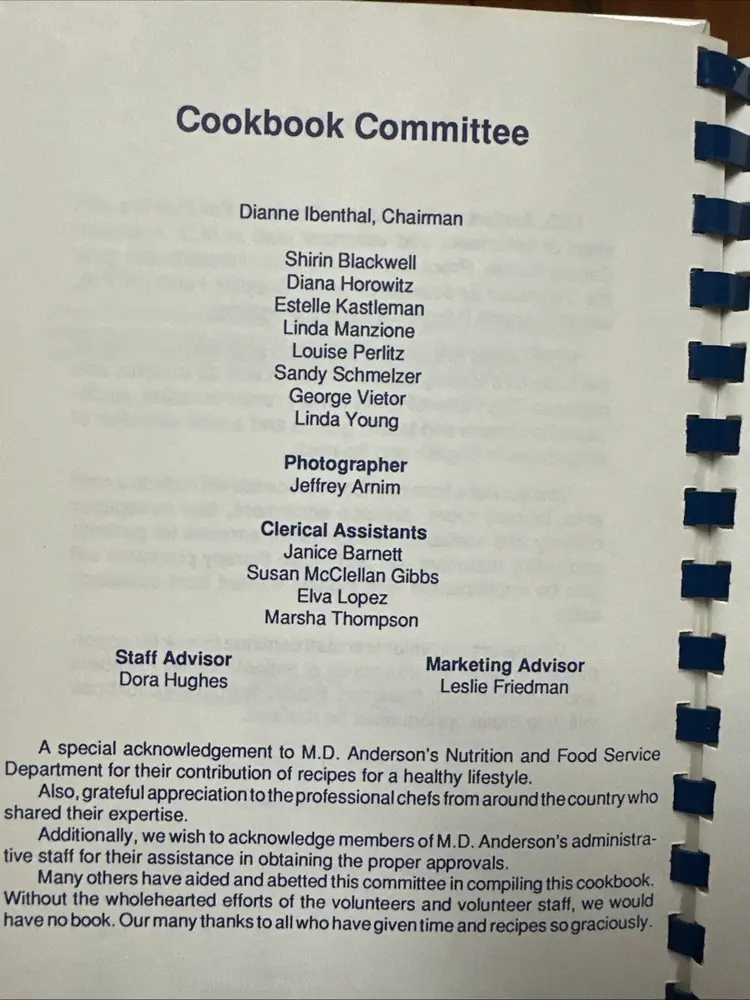 Cookbook Committee
Dianne Ibenthal, Chairman
Shirin Blackwell
Diana Horowitz
Estelle Kastleman
Linda Manzione
Louise Perlitz
Sandy Schmelzer
George Vietor
Linda Young
Photographer
Jeffrey Arnim
Clerical Assistants
Janice Barnett
Susan McClellan Gibbs
Elva Lopez
Marsha Thompson
Staff Advisor
Dora Hughes
Marketing Advisor
Leslie Friedman
A special acknowledgement to M.D. Anderson's Nutrition and Food Service
Department for their contribution of recipes for a healthy lifestyle.
Also, grateful appreciation to the professional chefs from around the country who
shared their expertise.
Additionally, we wish to acknowledge members of M.D. Anderson's administra-
tive staff for their assistance in obtaining the proper approvals.
Many others have aided and abetted this committee in compiling this cookbook.
Without the wholehearted efforts of the volunteers and volunteer staff, we would
have no book. Our many thanks to all who have given time and recipes so graciously.